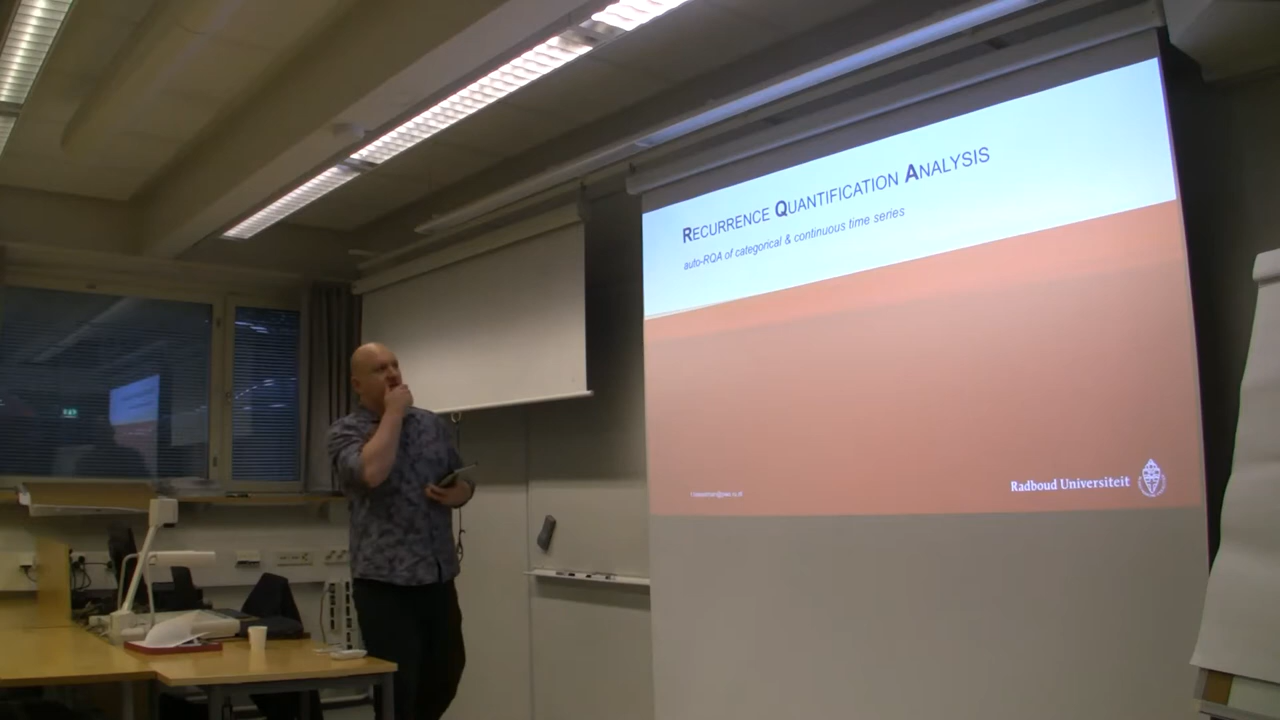 RECURRENCE QUANTIFICATION ANALYSIS
auto-RQA of categorical & continuous time series
Radboud Universiteit